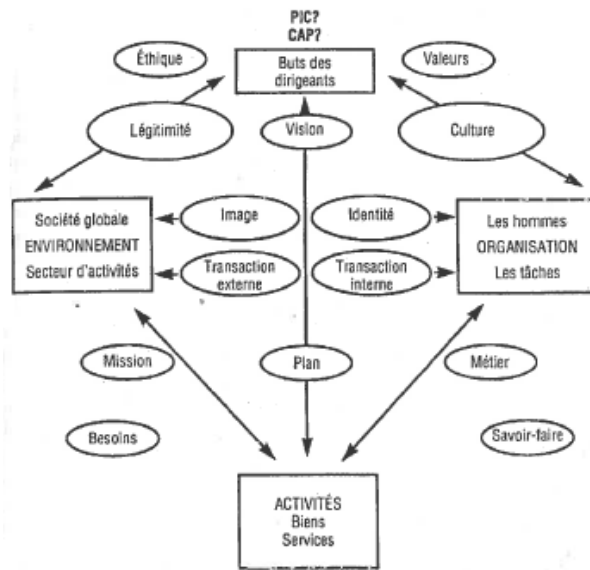 PIC?
CAP?
Éthique
Buts des
dirigeants
Valeurs
Légitimité
Vision
Culture
Société globale
ENVIRONNEMENT
Secteur d'activités
Image
Identité
Les hommes
ORGANISATION
Les tâches
Transaction
externe
Transaction
interne
Mission
Plan
Métier
Besoins
Savoir-faire
ACTIVITÉS
Biens
Services